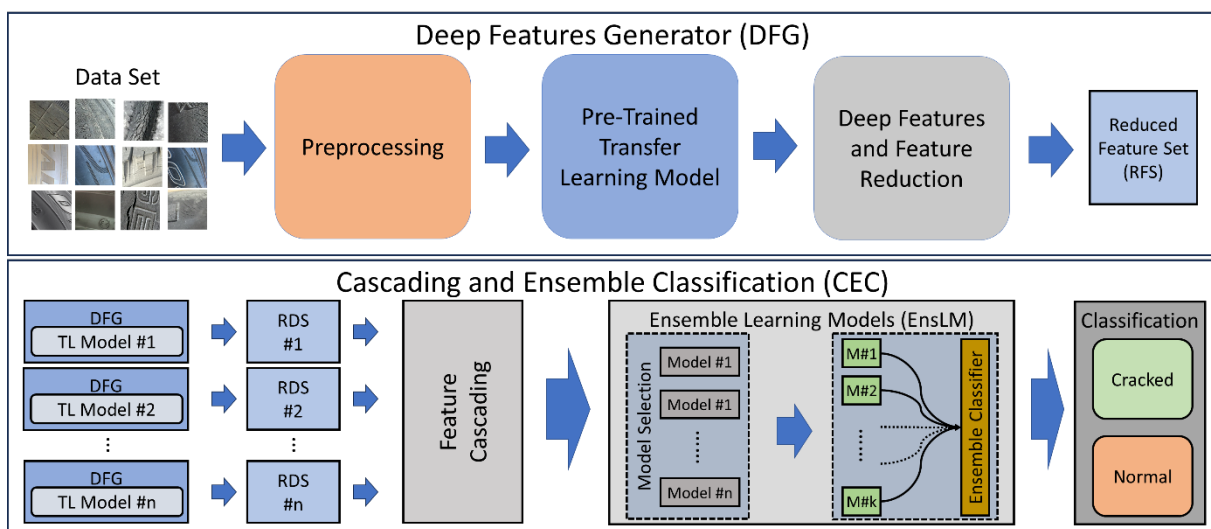 Deep Features Generator (DFG)
Data Set
Preprocessing
Pre-Trained
Transfer
Learning Model
Deep Features
and Feature
Reduction
Reduced
Feature Set
(RFS)
Cascading and Ensemble Classification (CEC)
DFG
TL Model #1
RDS
#1
DFG
TL Model #2
RDS
#2
DFG
TL Model #n
RDS
#n
Feature
Cascading
Ensemble Learning Models (EnsLM)
Model Selection
Model #1
Model #1
Model #n
M#1
M#2
M#k
Ensemble Classifier
Classification
Cracked
Normal